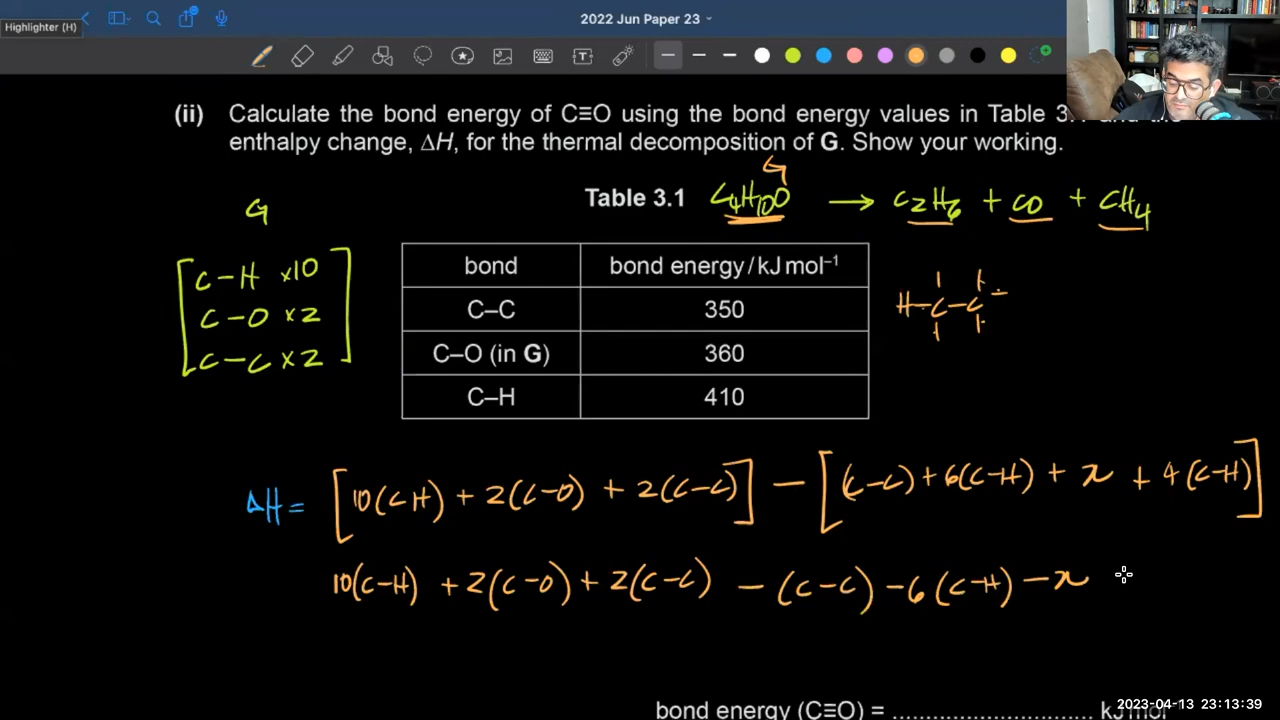 2022 Jun Paper 23
Highlighter (H)
(ii) Calculate the bond energy of C≡O using the bond energy values in Table 3.
enthalpy change, ΔH, for the thermal decomposition of G. Show your working.
G
Table 3.1 C4H10O → C2H6 + CO + CH4
G
bond bond energy / kJ mol⁻¹
C–H ×10
C–C 350
H–C–C–
C–O ×2
C–O (in G) 360
C–C ×2
C–H 410
ΔH = [10(C-H) + 2(C-O) + 2(C-C)] – [(C-C) + 6(C-H) + x + 4(C-H)]
10(C-H) + 2(C-O) + 2(C-C) – (C-C) – 6(C-H) – x
bond energy (C≡O) = .............................. kJ mol
2023-04-13 23:13:39